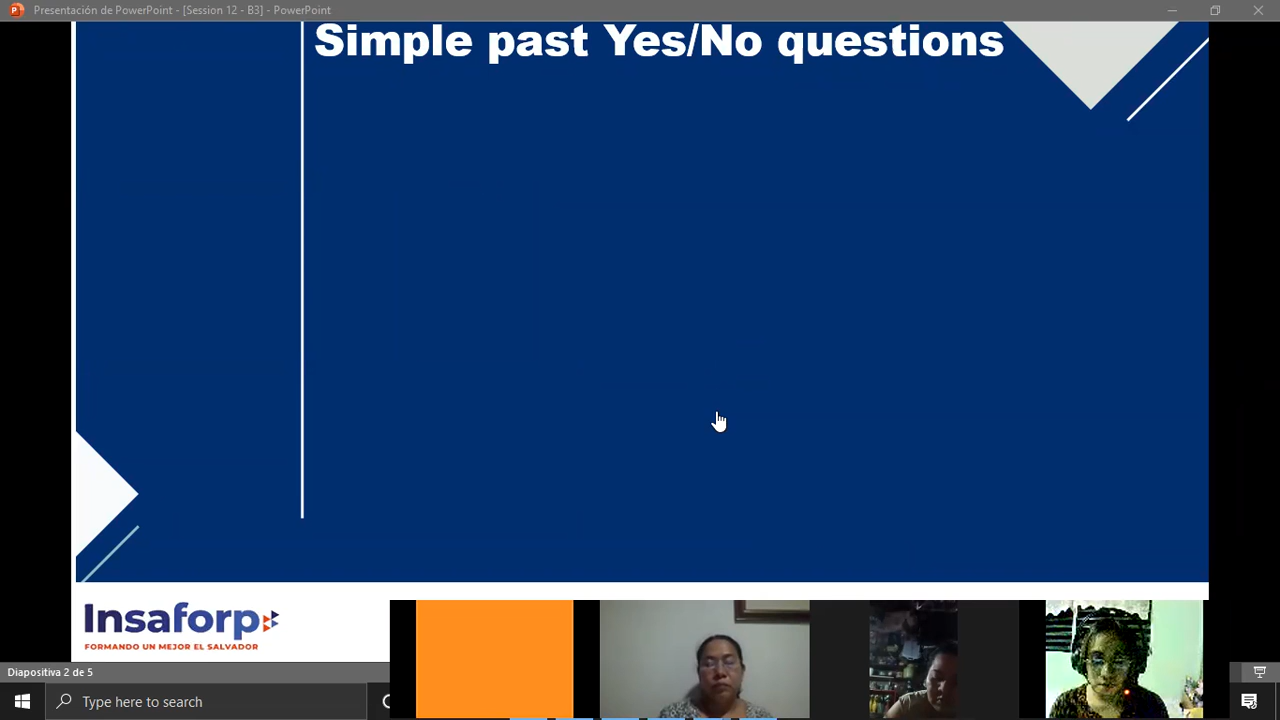 Presentación de PowerPoint - [Session 12 - B3] - PowerPoint
Simple past Yes/No questions
Insaforp
FORMANDO UN MEJOR EL SALVADOR
Diapositiva 2 de 5
Type here to search